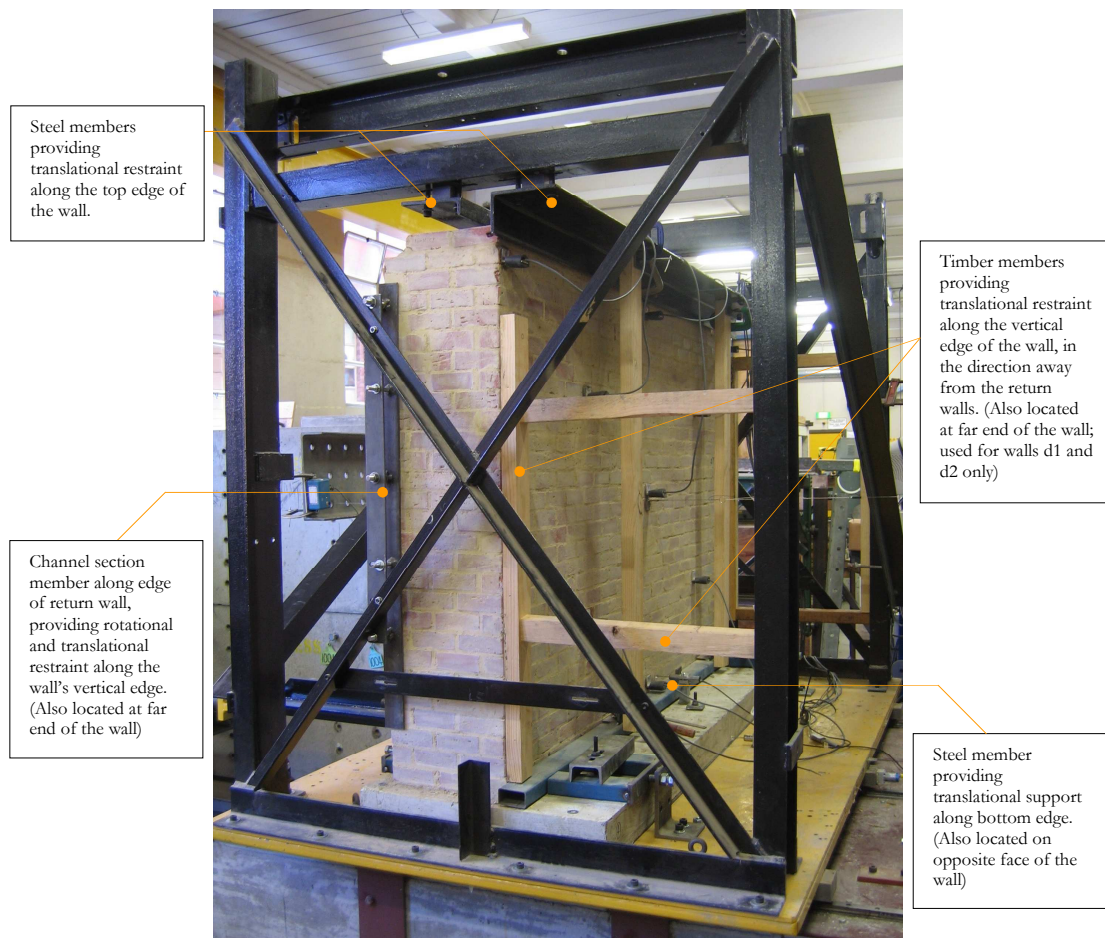 Steel members
providing
translational restraint
along the top edge of
the wall.
Channel section
member along edge
of return wall,
providing rotational
and translational
restraint along the
wall's vertical edge.
(Also located at far
end of the wall)
Timber members
providing
translational restraint
along the vertical
edge of the wall, in
the direction away
from the return
walls. (Also located
at far end of the wall;
used for walls d1 and
d2 only)
Steel member
providing
translational support
along bottom edge.
(Also located on
opposite face of the
wall)